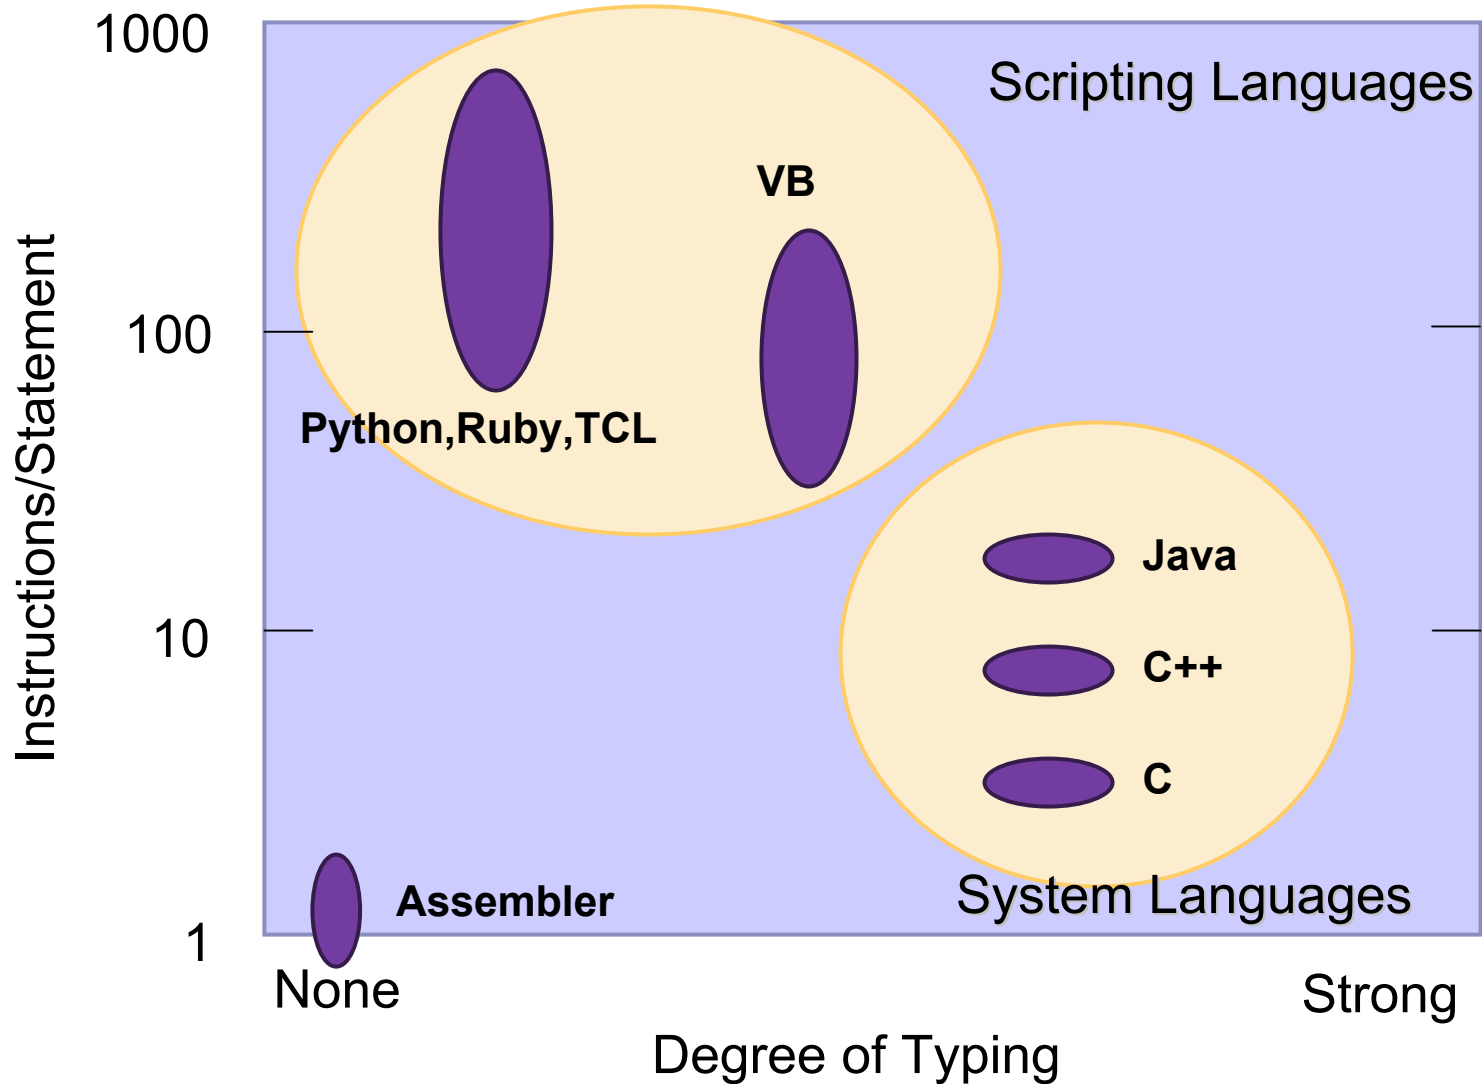 1000
Scripting Languages
VB
Instructions/Statement
100
Python,Ruby,TCL
Java
10
C++
C
Assembler
System Languages
1
None
Strong
Degree of Typing